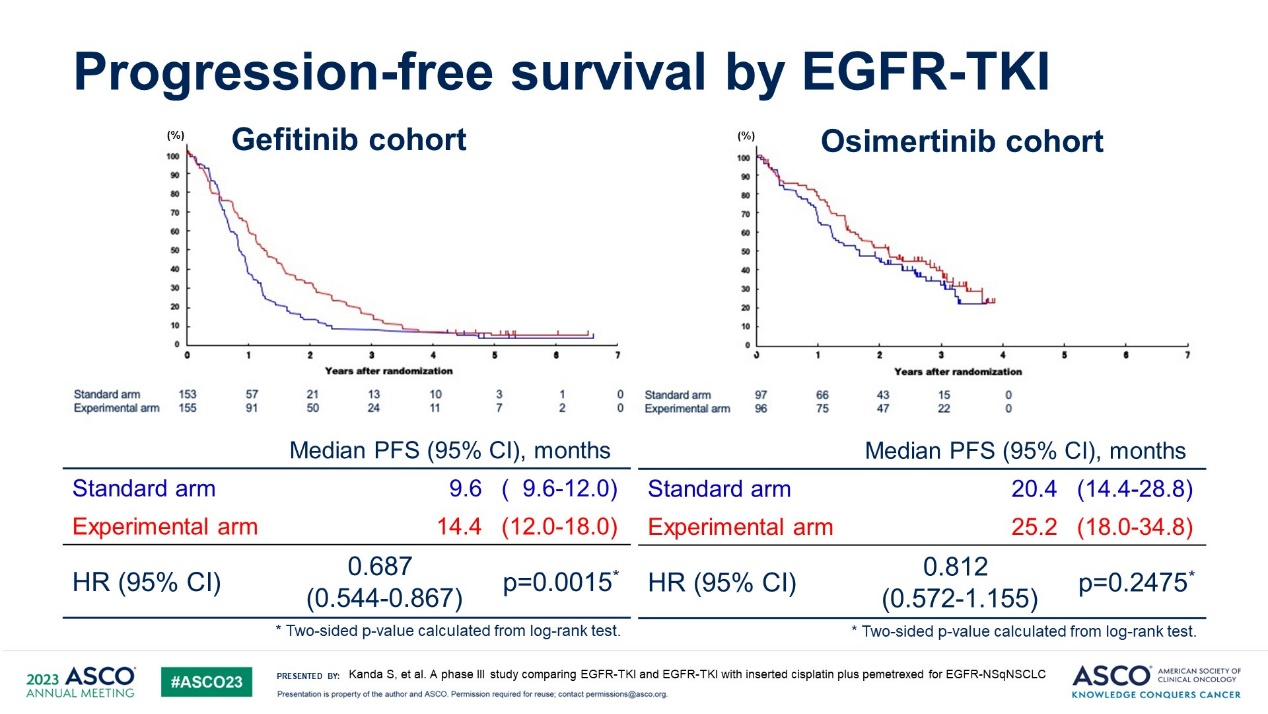 Progression-free survival by EGFR-TKI
(%)
Gefitinib cohort
100
90
80
70
60
50
40
30
20
10
0
0 1 2 3 4 5 6 7
Years after randomization
Standard arm 153 57 21 13 10 3 1 0
Experimental arm 155 91 50 24 11 7 2 0
Median PFS (95% CI), months
Standard arm 9.6 ( 9.6-12.0)
Experimental arm 14.4 (12.0-18.0)
HR (95% CI) 0.687 (0.544-0.867) p=0.0015*
* Two-sided p-value calculated from log-rank test.
(%)
Osimertinib cohort
100
90
80
70
60
50
40
30
20
10
0
0 1 2 3 4 5 6 7
Years after randomization
Standard arm 97 66 43 15 0
Experimental arm 96 75 47 22 0
Median PFS (95% CI), months
Standard arm 20.4 (14.4-28.8)
Experimental arm 25.2 (18.0-34.8)
HR (95% CI) 0.812 (0.572-1.155) p=0.2475*
* Two-sided p-value calculated from log-rank test.
2023 ASCO
ANNUAL MEETING
#ASCO23
PRESENTED BY: Kanda S, et al. A phase III study comparing EGFR-TKI and EGFR-TKI with inserted cisplatin plus pemetrexed for EGFR-NSqNSCLC
Presentation is property of the author and ASCO. Permission required for reuse; contact permissions@asco.org.
ASCO AMERICAN SOCIETY OF
CLINICAL ONCOLOGY
KNOWLEDGE CONQUERS CANCER